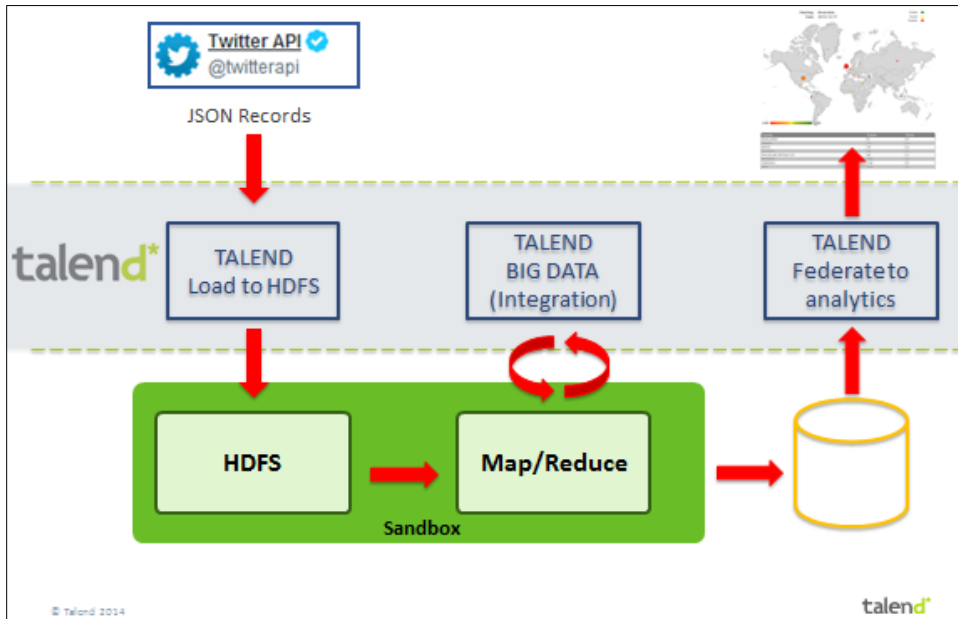 Twitter API
@twitterapi
JSON Records
talend*
TALEND
Load to HDFS
TALEND
BIG DATA
(Integration)
TALEND
Federate to
analytics
HDFS
Map/Reduce
Sandbox
© Talend 2014
talend*